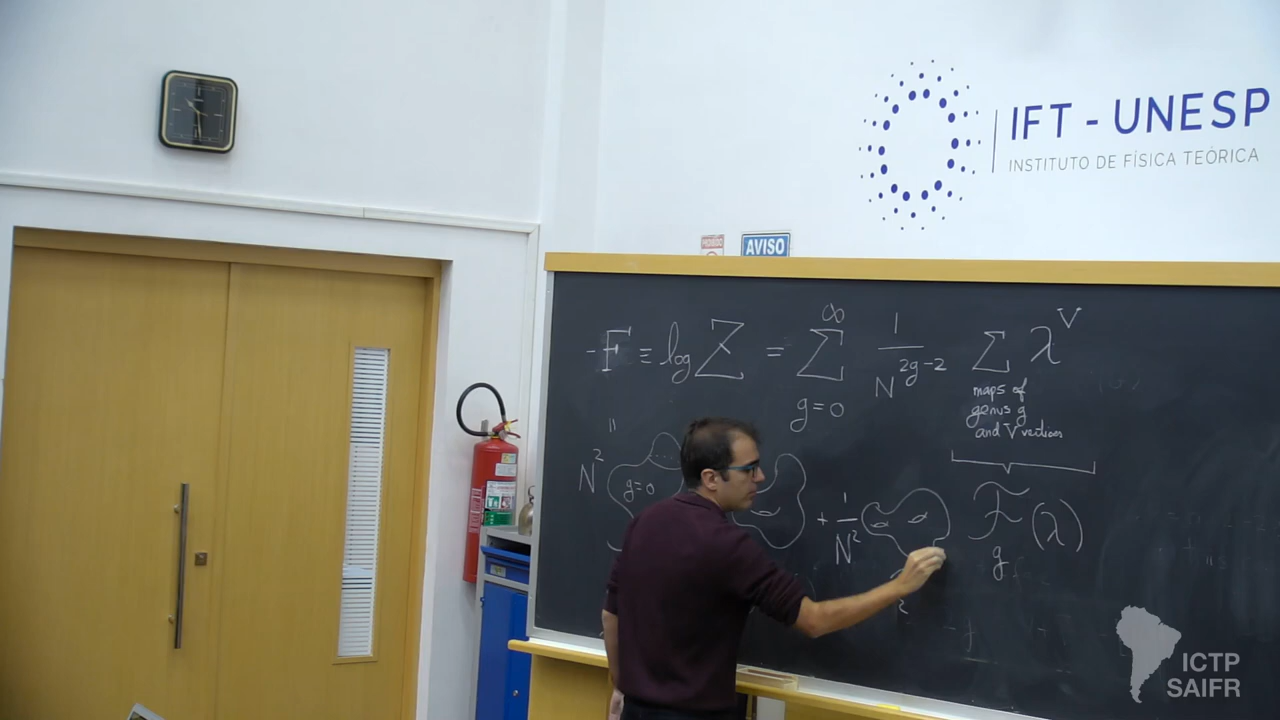 IFT - UNESP
INSTITUTO DE FÍSICA TEÓRICA
AVISO
-F ≡ log Z = ∑ ∞ g=0 1/N^{2g-2} ∑ λ^V
maps of
genus g
and V vertices
"
N² g=0 + 1/N² F_g (λ)
ICTP
SAIFR